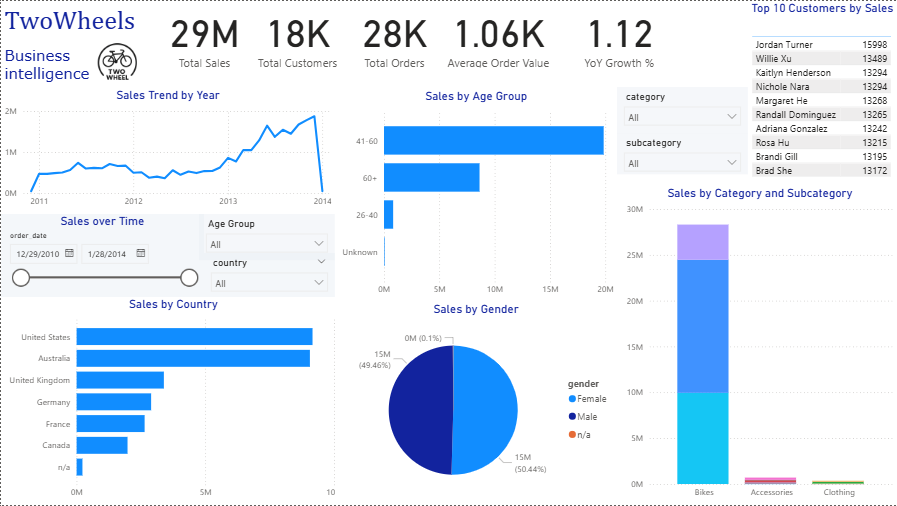 TwoWheels
Business
intelligence
TWO
WHEEL
29M
Total Sales
18K
Total Customers
28K
Total Orders
1.06K
Average Order Value
1.12
YoY Growth %
Top 10 Customers by Sales
Jordan Turner 15998
Willie Xu 13489
Kaitlyn Henderson 13294
Nichole Nara 13294
Margaret He 13268
Randall Dominguez 13265
Adriana Gonzalez 13242
Rosa Hu 13215
Brandi Gill 13195
Brad She 13172
Sales Trend by Year
2M
1M
0M
2011 2012 2013 2014
Sales by Age Group
41-60
60+
26-40
Unknown
0M 5M 10M 15M 20M
category
All
subcategory
All
Sales over Time
order_date
12/29/2010 1/28/2014
Age Group
All
country
All
Sales by Country
United States
Australia
United Kingdom
Germany
France
Canada
n/a
0M 5M 10
Sales by Gender
0M (0.1%)
15M
(49.46%)
15M
(50.44%)
gender
Female
Male
n/a
Sales by Category and Subcategory
30M
25M
20M
15M
10M
5M
0M
Bikes Accessories Clothing